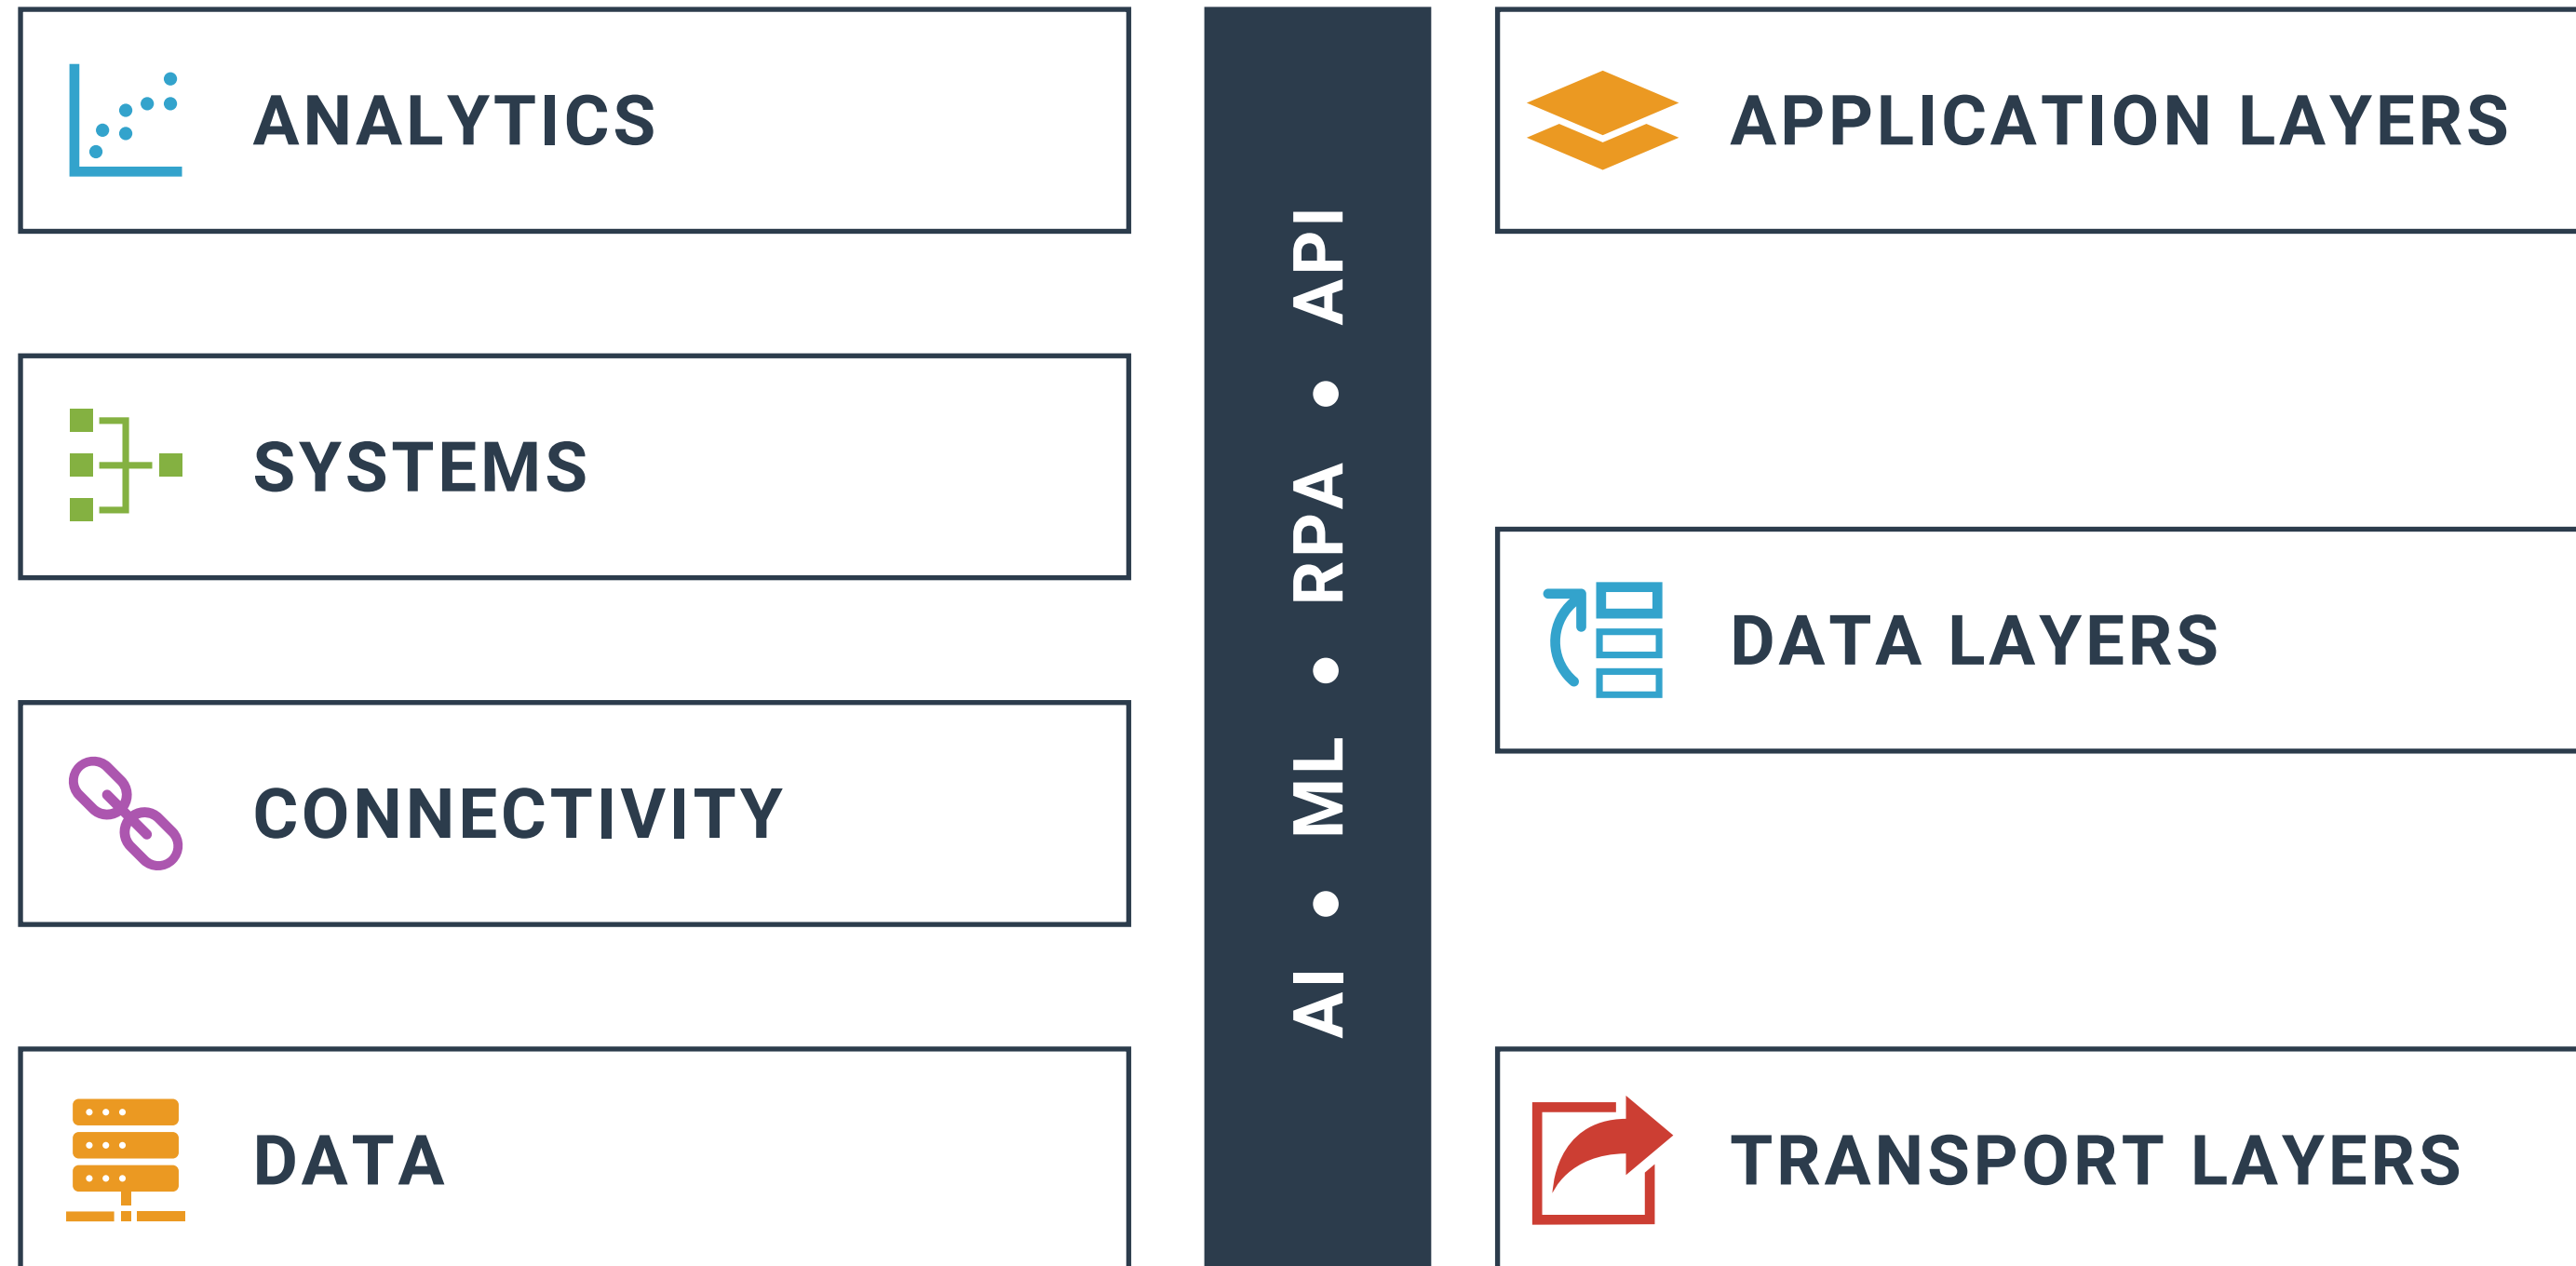 ANALYTICS
SYSTEMS
CONNECTIVITY
DATA
AI • ML • RPA • API
APPLICATION LAYERS
DATA LAYERS
TRANSPORT LAYERS